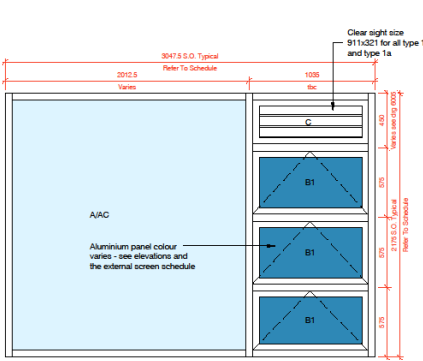 Clear sight size
911x321 for all type 1
and type 1a
3047.5 S.O. Typical
Refer To Schedule
2012.5
1035
Varies
tbc
C
450
Varies see drg 6005
B1
575
A/AC
2175 S.O. Typical
Refer To Schedule
Aluminium panel colour
varies - see elevations and
the external screen schedule
B1
575
B1
575